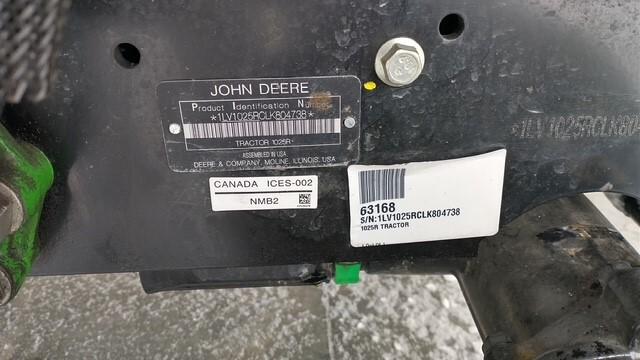 JOHN DEERE
Product Identification Number
*1LV1025RCLK804738*
TRACTOR 1025R
ASSEMBLED IN USA
DEERE & COMPANY, MOLINE, ILLINOIS, USA
CANADA ICES-002
NMB2
63168
S/N:1LV1025RCLK804738
1025R TRACTOR
*1LV1025RCLK804